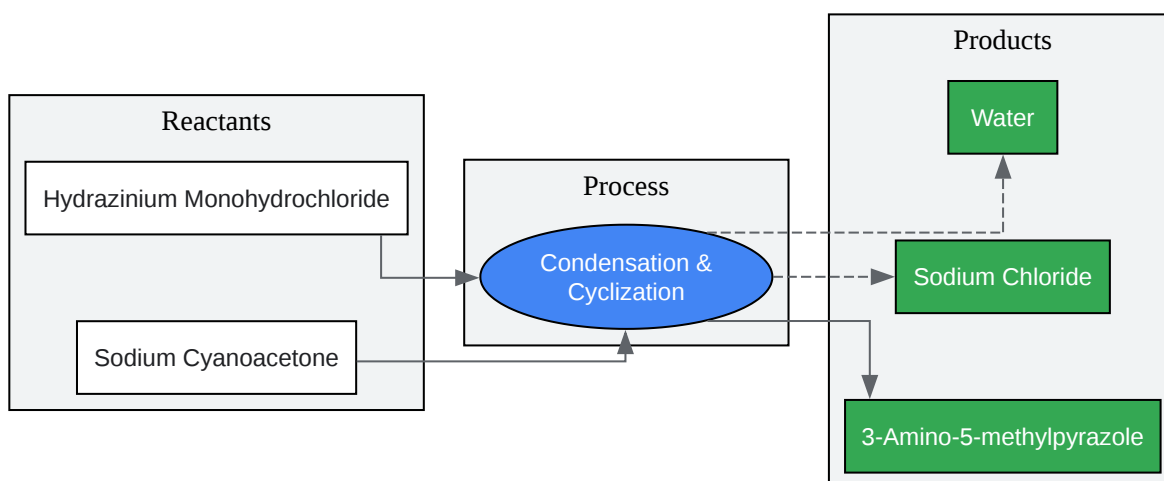 Reactants
Hydrazinium Monohydrochloride
Sodium Cyanoacetone
Process
Condensation &
Cyclization
Products
Water
Sodium Chloride
3-Amino-5-methylpyrazole